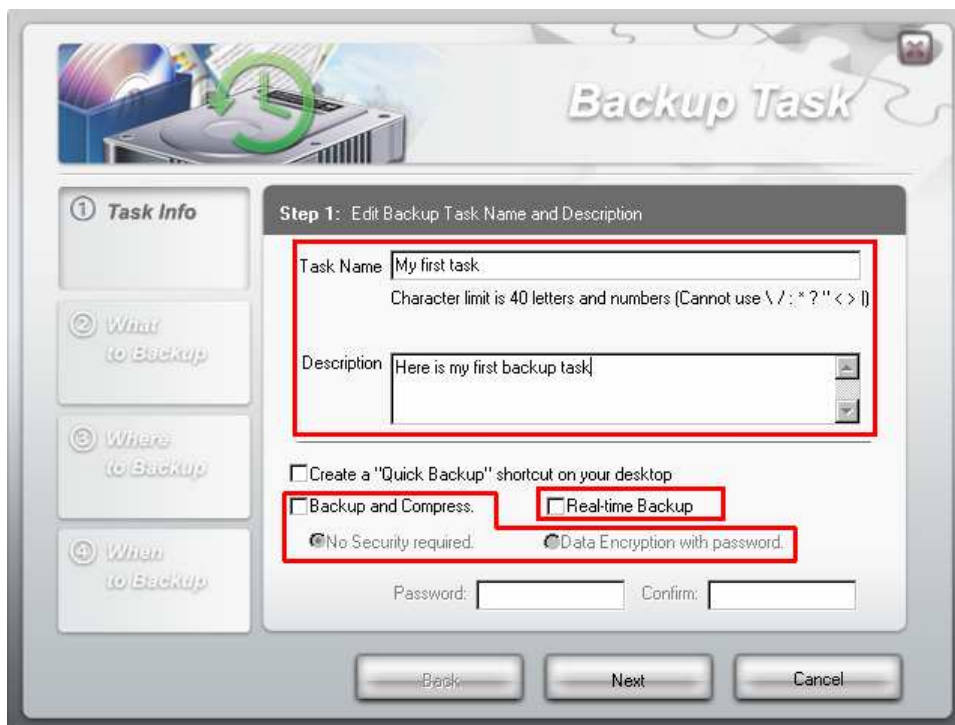 Backup Task
① Task Info
② What
to Backup
③ Where
to Backup
④ When
to Backup
Step 1: Edit Backup Task Name and Description
Task Name My first task
Character limit is 40 letters and numbers (Cannot use \ / : * ? " < > |)
Description Here is my first backup task
Create a "Quick Backup" shortcut on your desktop
Backup and Compress. Real-time Backup
No Security required. Data Encryption with password.
Password: Confirm:
Back Next Cancel